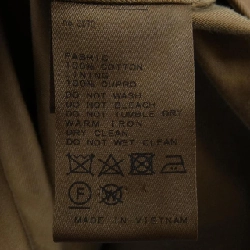 FABRIC
100% COTTON
LINING
100% CUPRO
DO NOT WASH
DO NOT BLEACH
DO NOT TUMBLE DRY
WARM IRON
DRY CLEAN
DO NOT WET CLEAN
F
W
MADE IN VIETNAM